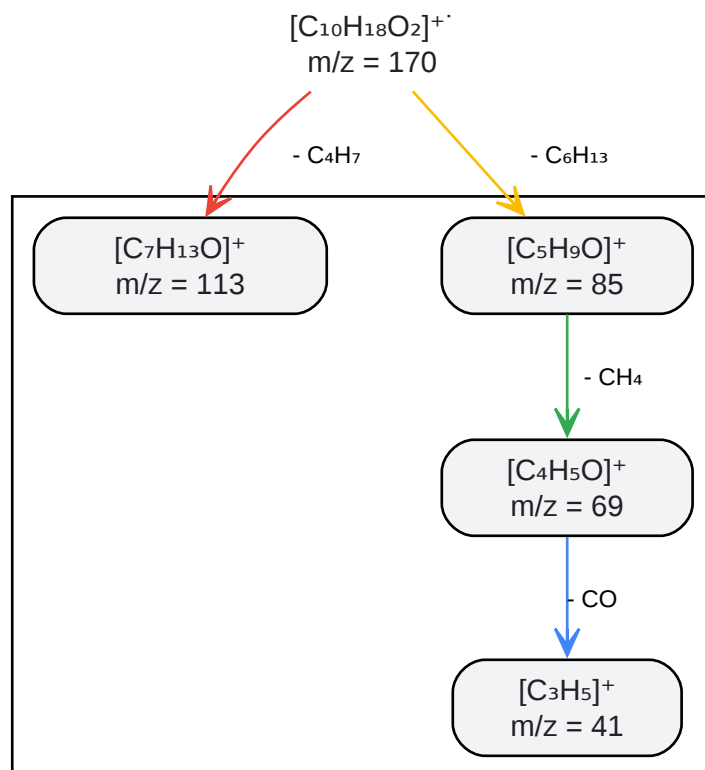 [C₁₀H₁₈O₂]⁺˙
m/z = 170
- C₄H₇
- C₆H₁₃
[C₇H₁₃O]⁺
m/z = 113
[C₅H₉O]⁺
m/z = 85
- CH₄
[C₄H₅O]⁺
m/z = 69
- CO
[C₃H₅]⁺
m/z = 41